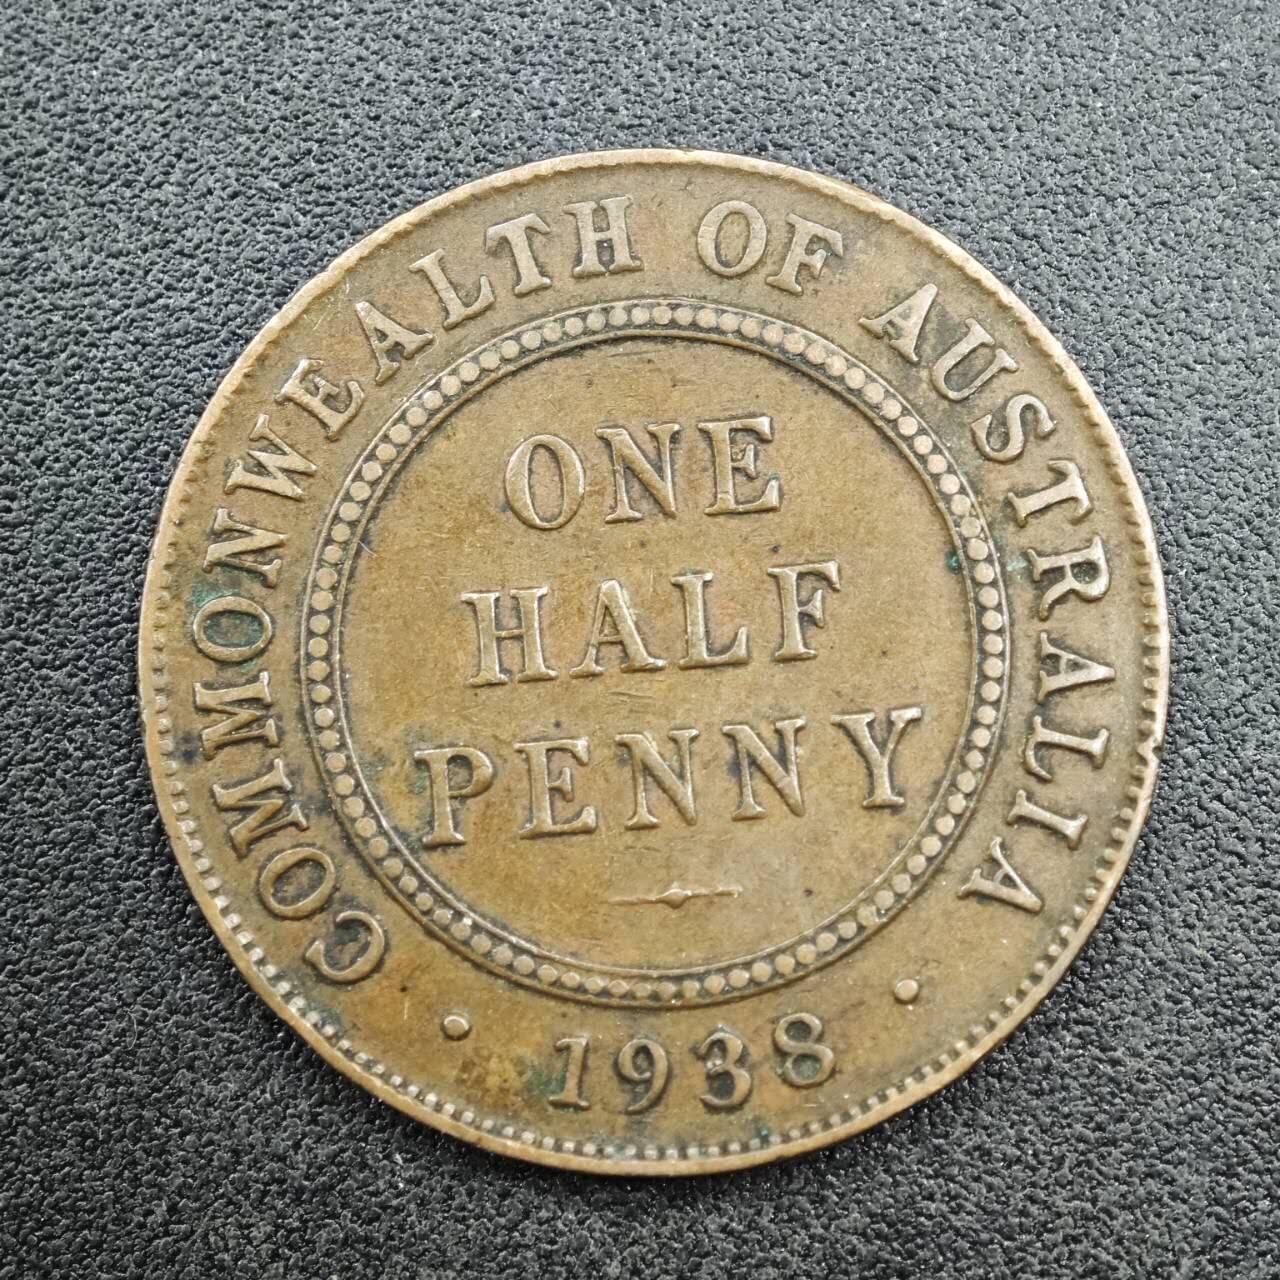 COMMONWEALTH OF AUSTRALIA
ONE
HALF
PENNY
· 1938 ·